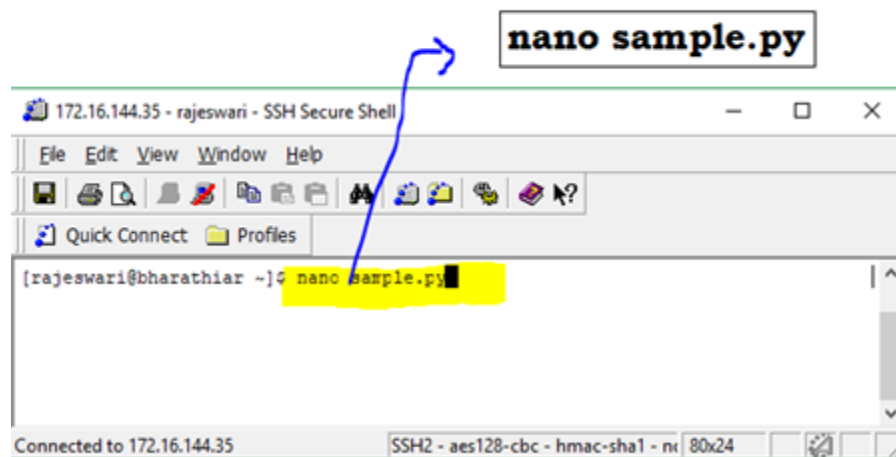 nano sample.py
172.16.144.35 - rajeswari - SSH Secure Shell
File Edit View Window Help
Quick Connect Profiles
[rajeswari@bharathiar ~]$ nano sample.py
Connected to 172.16.144.35 SSH2 - aes128-cbc - hmac-sha1 - no 80x24